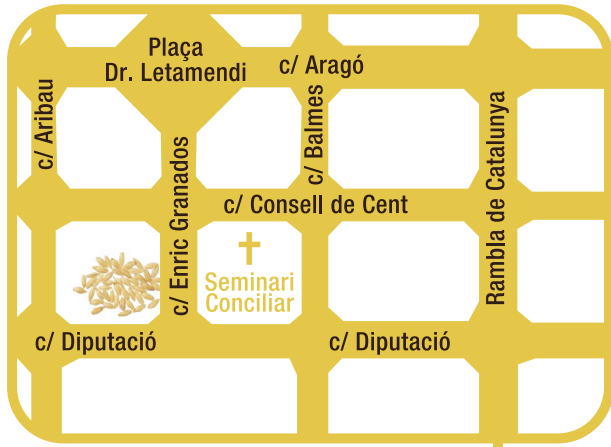 Plaça
Dr. Letamendi
c/ Aragó
c/ Aribau
c/ Balmes
c/ Enric Granados
Rambla de Catalunya
c/ Consell de Cent
Seminari
Conciliar
c/ Diputació
c/ Diputació